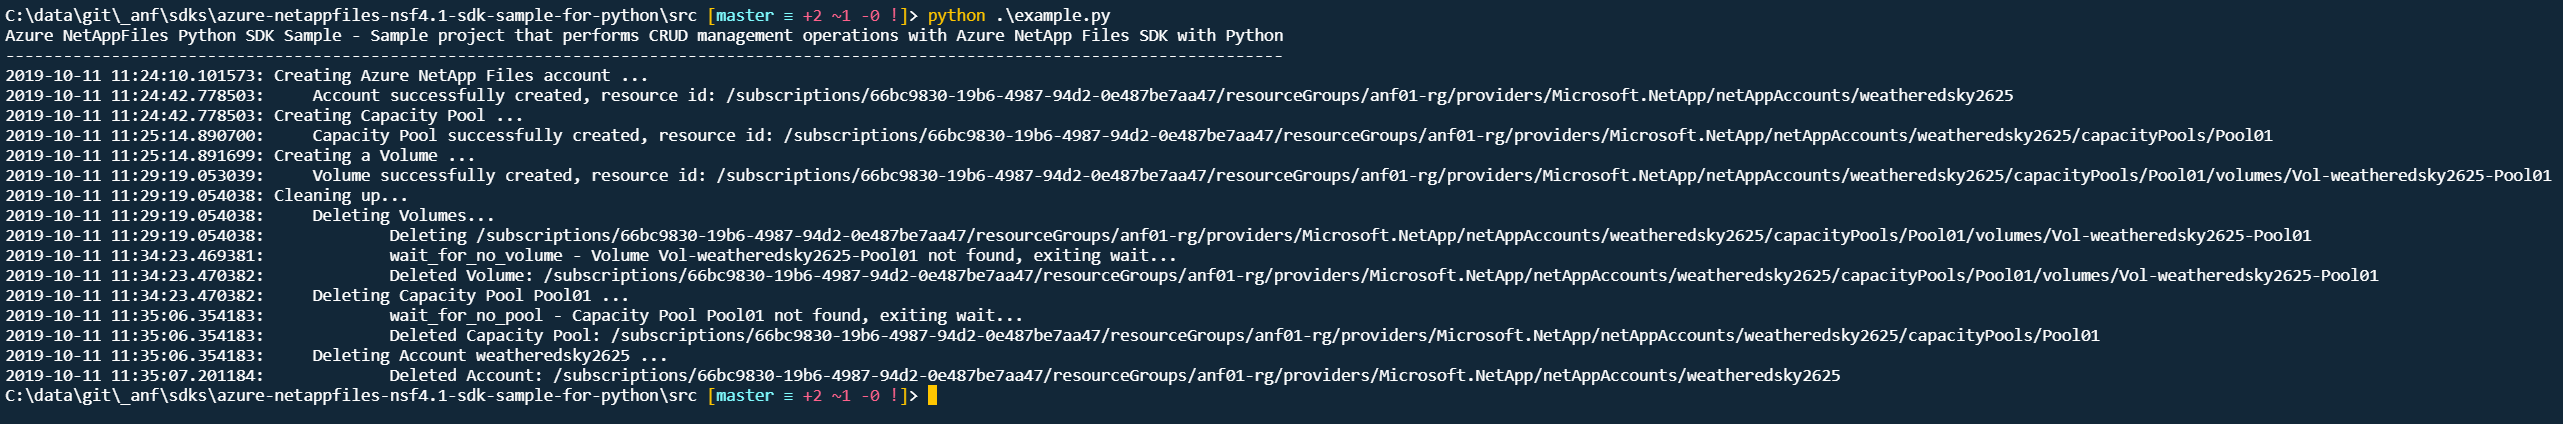 C:\data\git\_anf\sdks\azure-netappfiles-nsf4.1-sdk-sample-for-python\src [master ≡ +2 ~1 -0 !]> python .\example.py
Azure NetAppFiles Python SDK Sample - Sample project that performs CRUD management operations with Azure NetApp Files SDK with Python
-------------------------------------------------------------------------------------------------------------------------------------
2019-10-11 11:24:10.101573: Creating Azure NetApp Files account ...
2019-10-11 11:24:42.778503:     Account successfully created, resource id: /subscriptions/66bc9830-19b6-4987-94d2-0e487be7aa47/resourceGroups/anf01-rg/providers/Microsoft.NetApp/netAppAccounts/weatheredsky2625
2019-10-11 11:24:42.778503: Creating Capacity Pool ...
2019-10-11 11:25:14.890700:     Capacity Pool successfully created, resource id: /subscriptions/66bc9830-19b6-4987-94d2-0e487be7aa47/resourceGroups/anf01-rg/providers/Microsoft.NetApp/netAppAccounts/weatheredsky2625/capacityPools/Pool01
2019-10-11 11:25:14.891699: Creating a Volume ...
2019-10-11 11:29:19.053039:     Volume successfully created, resource id: /subscriptions/66bc9830-19b6-4987-94d2-0e487be7aa47/resourceGroups/anf01-rg/providers/Microsoft.NetApp/netAppAccounts/weatheredsky2625/capacityPools/Pool01/volumes/Vol-weatheredsky2625-Pool01
2019-10-11 11:29:19.054038: Cleaning up...
2019-10-11 11:29:19.054038:     Deleting Volumes...
2019-10-11 11:29:19.054038:             Deleting /subscriptions/66bc9830-19b6-4987-94d2-0e487be7aa47/resourceGroups/anf01-rg/providers/Microsoft.NetApp/netAppAccounts/weatheredsky2625/capacityPools/Pool01/volumes/Vol-weatheredsky2625-Pool01
2019-10-11 11:34:23.469381:             wait_for_no_volume - Volume Vol-weatheredsky2625-Pool01 not found, exiting wait...
2019-10-11 11:34:23.470382:             Deleted Volume: /subscriptions/66bc9830-19b6-4987-94d2-0e487be7aa47/resourceGroups/anf01-rg/providers/Microsoft.NetApp/netAppAccounts/weatheredsky2625/capacityPools/Pool01/volumes/Vol-weatheredsky2625-Pool01
2019-10-11 11:34:23.470382:     Deleting Capacity Pool Pool01 ...
2019-10-11 11:35:06.354183:             wait_for_no_pool - Capacity Pool Pool01 not found, exiting wait...
2019-10-11 11:35:06.354183:             Deleted Capacity Pool: /subscriptions/66bc9830-19b6-4987-94d2-0e487be7aa47/resourceGroups/anf01-rg/providers/Microsoft.NetApp/netAppAccounts/weatheredsky2625/capacityPools/Pool01
2019-10-11 11:35:06.354183:     Deleting Account weatheredsky2625 ...
2019-10-11 11:35:07.201184:             Deleted Account: /subscriptions/66bc9830-19b6-4987-94d2-0e487be7aa47/resourceGroups/anf01-rg/providers/Microsoft.NetApp/netAppAccounts/weatheredsky2625
C:\data\git\_anf\sdks\azure-netappfiles-nsf4.1-sdk-sample-for-python\src [master ≡ +2 ~1 -0 !]>